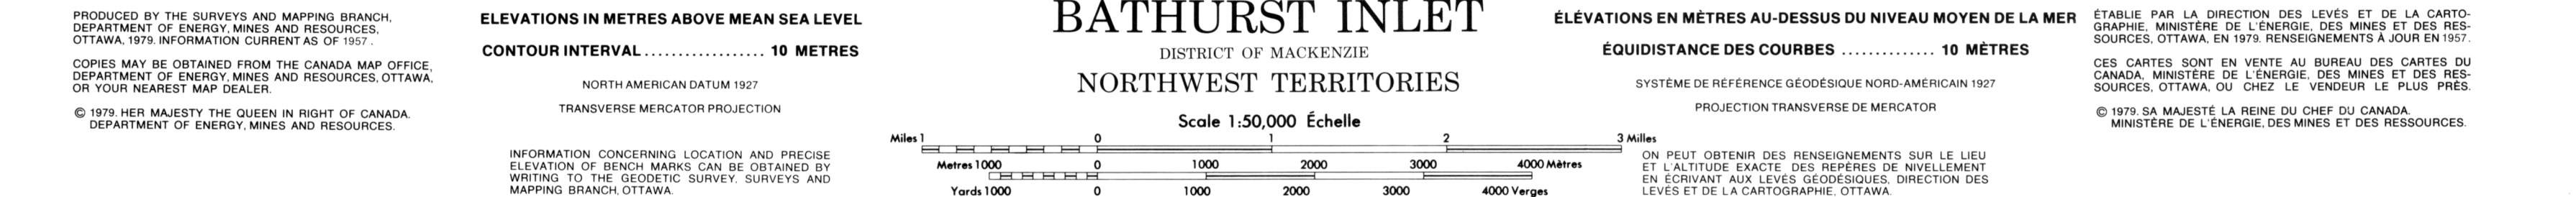 PRODUCED BY THE SURVEYS AND MAPPING BRANCH,
DEPARTMENT OF ENERGY, MINES AND RESOURCES,
OTTAWA, 1979. INFORMATION CURRENT AS OF 1957.
COPIES MAY BE OBTAINED FROM THE CANADA MAP OFFICE,
DEPARTMENT OF ENERGY, MINES AND RESOURCES, OTTAWA,
OR YOUR NEAREST MAP DEALER.
© 1979. HER MAJESTY THE QUEEN IN RIGHT OF CANADA.
DEPARTMENT OF ENERGY, MINES AND RESOURCES.
ELEVATIONS IN METRES ABOVE MEAN SEA LEVEL
CONTOUR INTERVAL.................. 10 METRES
NORTH AMERICAN DATUM 1927
TRANSVERSE MERCATOR PROJECTION
INFORMATION CONCERNING LOCATION AND PRECISE
ELEVATION OF BENCH MARKS CAN BE OBTAINED BY
WRITING TO THE GEODETIC SURVEY, SURVEYS AND
MAPPING BRANCH, OTTAWA.
BATHURST INLET
DISTRICT OF MACKENZIE
NORTHWEST TERRITORIES
Scale 1:50,000 Échelle
Miles 1 0 1 2 3 Milles
Metres 1000 0 1000 2000 3000 4000 Mètres
Yards 1000 0 1000 2000 3000 4000 Verges
ÉLÉVATIONS EN MÈTRES AU-DESSUS DU NIVEAU MOYEN DE LA MER
ÉQUIDISTANCE DES COURBES .............. 10 MÈTRES
SYSTÈME DE RÉFÉRENCE GÉODÉSIQUE NORD-AMÉRICAIN 1927
PROJECTION TRANSVERSE DE MERCATOR
ON PEUT OBTENIR DES RENSEIGNEMENTS SUR LE LIEU
ET L'ALTITUDE EXACTE DES REPÈRES DE NIVELLEMENT
EN ÉCRIVANT AUX LEVÉS GÉODÉSIQUES, DIRECTION DES
LEVÉS ET DE LA CARTOGRAPHIE, OTTAWA.
ÉTABLIE PAR LA DIRECTION DES LEVÉS ET DE LA CARTO-
GRAPHIE, MINISTÈRE DE L'ÉNERGIE, DES MINES ET DES RES-
SOURCES, OTTAWA, EN 1979. RENSEIGNEMENTS À JOUR EN 1957.
CES CARTES SONT EN VENTE AU BUREAU DES CARTES DU
CANADA, MINISTÈRE DE L'ÉNERGIE, DES MINES ET DES RES-
SOURCES, OTTAWA, OU CHEZ LE VENDEUR LE PLUS PRÈS.
© 1979. SA MAJESTÉ LA REINE DU CHEF DU CANADA.
MINISTÈRE DE L'ÉNERGIE, DES MINES ET DES RESSOURCES.